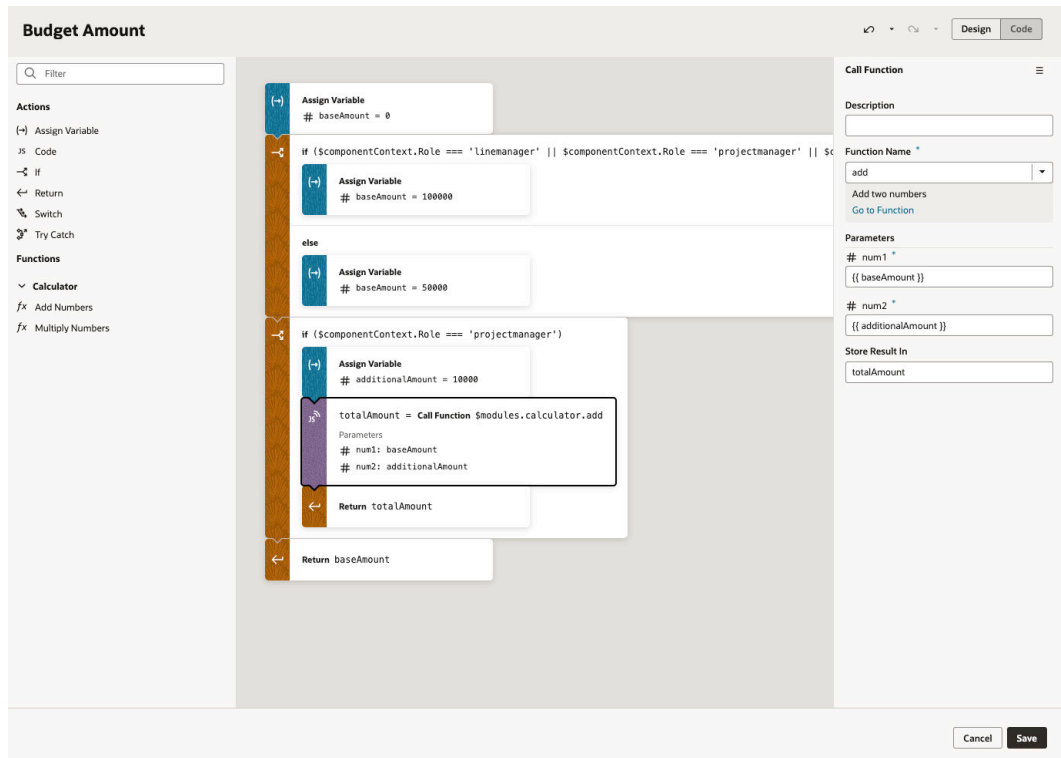 Budget Amount
Design
Code
Filter
Actions
Assign Variable
JS Code
If
Return
Switch
Try Catch
Functions
Calculator
fx Add Numbers
fx Multiply Numbers
Assign Variable
# baseAmount = 0
if ($componentContext.Role === 'linemanager' || $componentContext.Role === 'projectmanager' || $c
Assign Variable
# baseAmount = 100000
else
Assign Variable
# baseAmount = 50000
if ($componentContext.Role === 'projectmanager')
Assign Variable
# additionalAmount = 10000
JS
totalAmount = Call Function $modules.calculator.add
Parameters
# num1: baseAmount
# num2: additionalAmount
Return totalAmount
Return baseAmount
Call Function
Description
Function Name *
add
Add two numbers
Go to Function
Parameters
# num1 *
{{ baseAmount }}
# num2 *
{{ additionalAmount }}
Store Result In
totalAmount
Cancel
Save